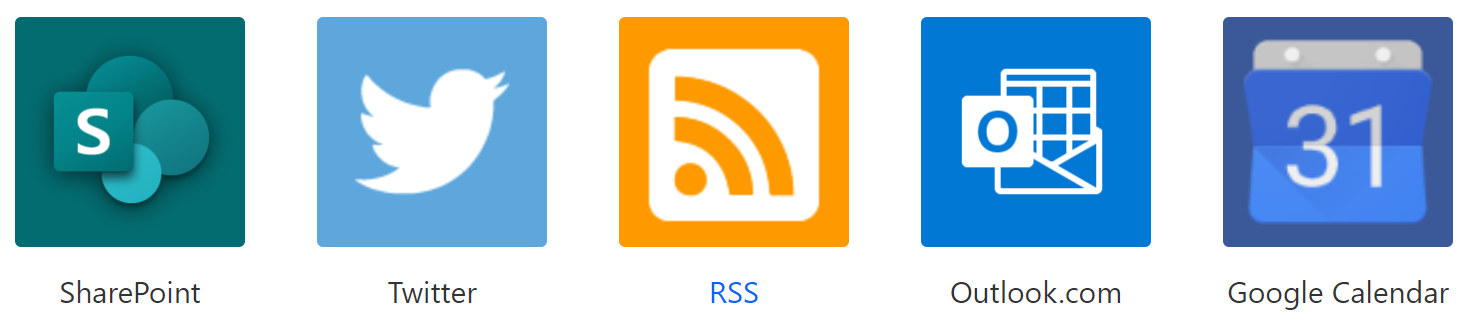 S
O
31
SharePoint
Twitter
RSS
Outlook.com
Google Calendar